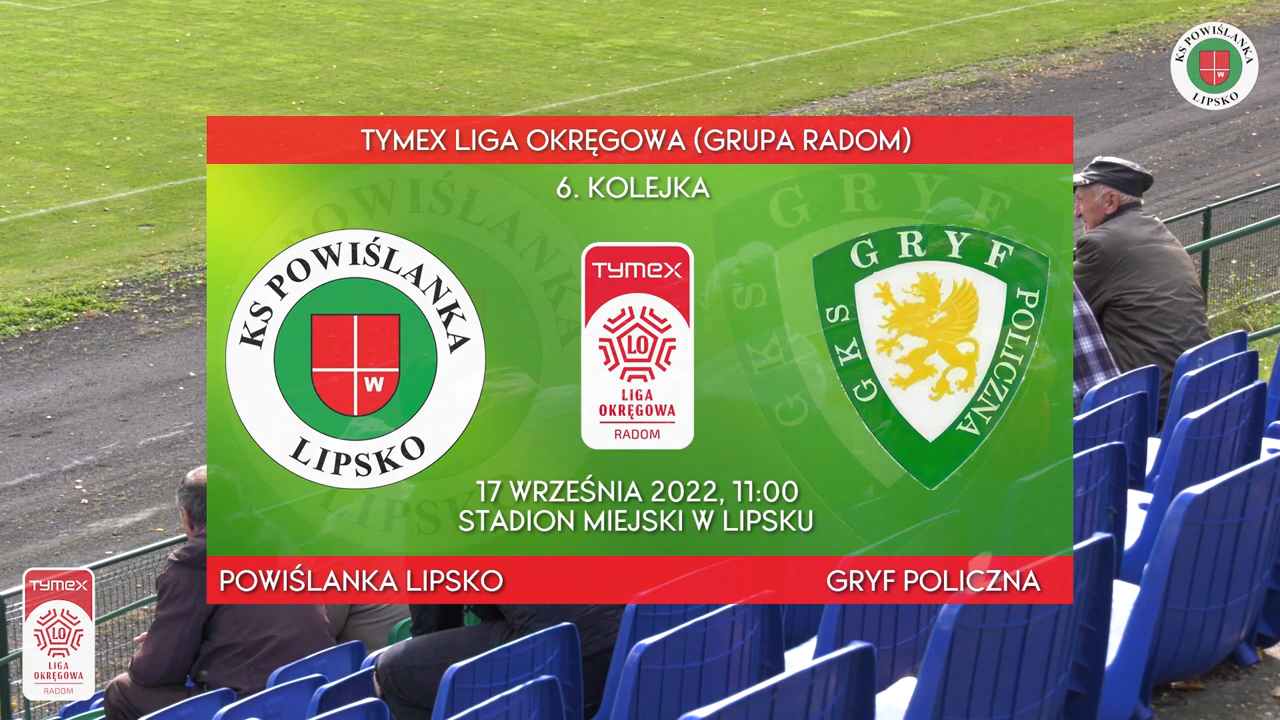 KS POWIŚLANKA
W
LIPSKO
TYMEX LIGA OKRĘGOWA (GRUPA RADOM)
6. KOLEJKA
KS POWIŚLANKA
W
LIPSKO
TYMEX
LO
LIGA
OKRĘGOWA
RADOM
GKS GRYF POLICZNA
17 WRZEŚNIA 2022, 11:00
STADION MIEJSKI W LIPSKU
POWIŚLANKA LIPSKO
GRYF POLICZNA
TYMEX
LO
LIGA
OKRĘGOWA
RADOM